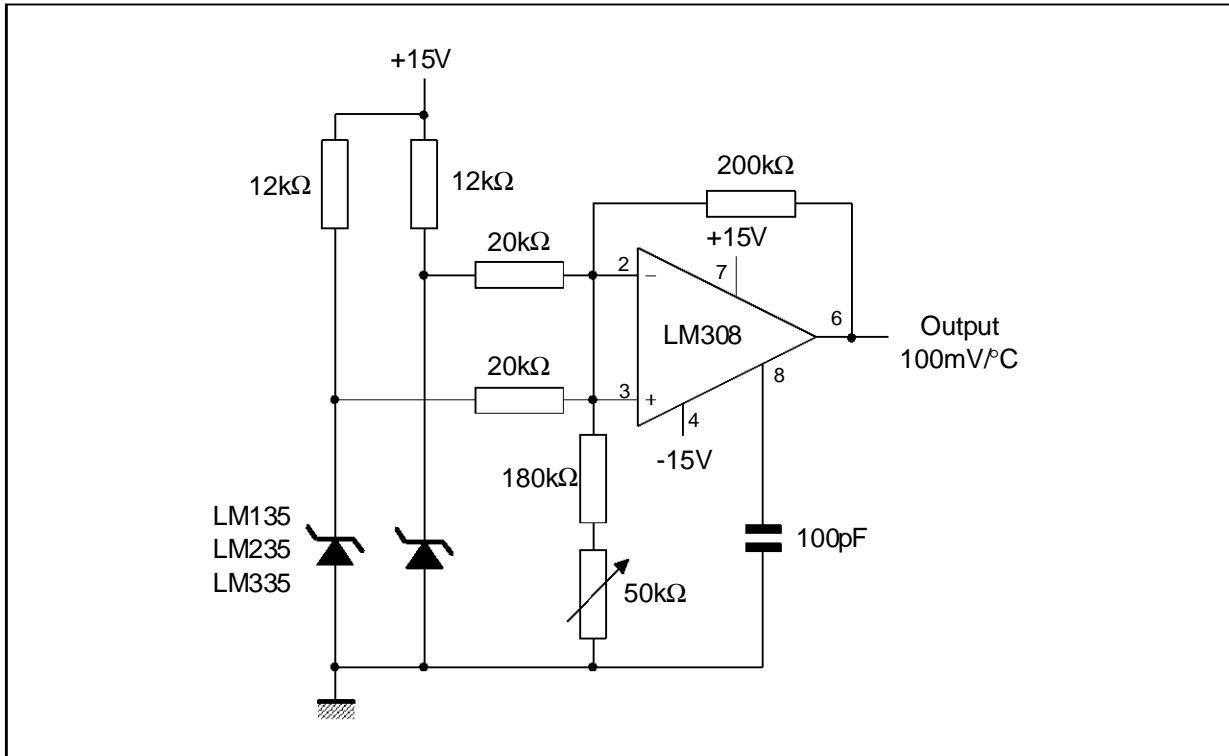 +15V
12kΩ
12kΩ
200kΩ
20kΩ
+15V
2
−
7
LM308
6
Output
100mV/°C
20kΩ
3
+
8
4
-15V
180kΩ
LM135
LM235
LM335
100pF
50kΩ